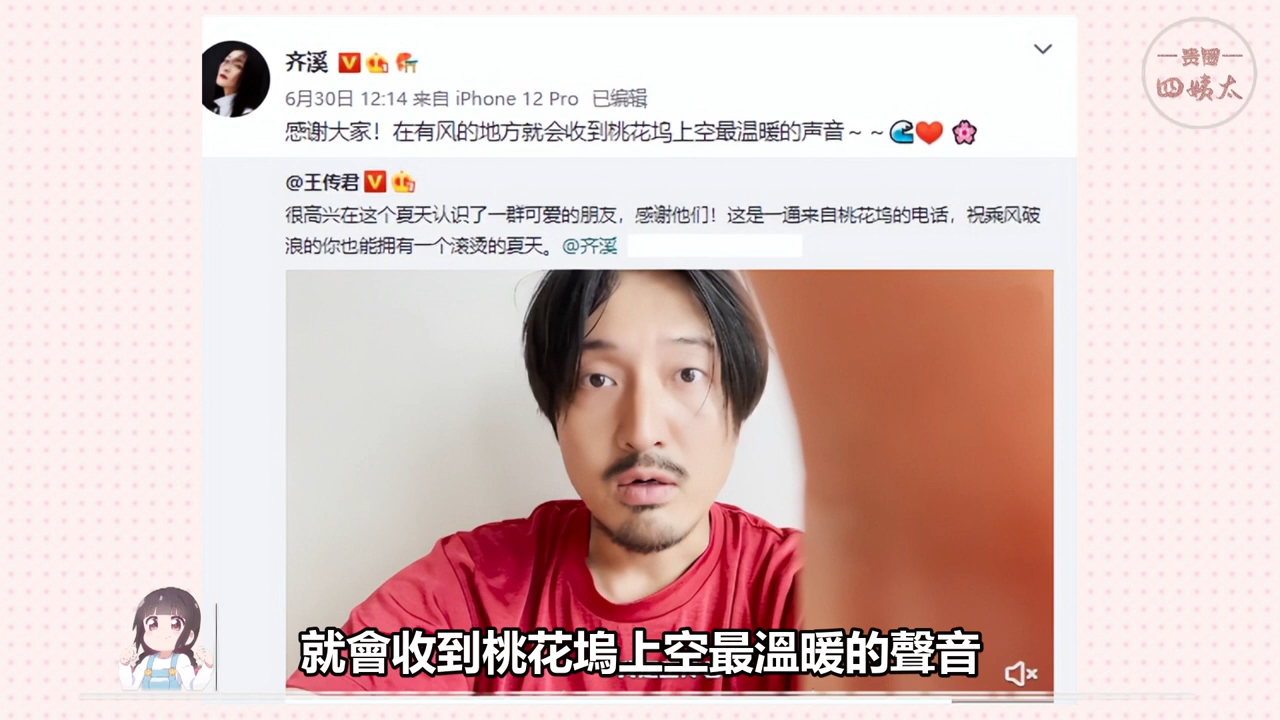 齐溪
6月30日 12:14 来自 iPhone 12 Pro 已编辑
感谢大家！在有风的地方就会收到桃花坞上空最温暖的声音～～🌊❤️ 🌸
@王传君
很高兴在这个夏天认识了一群可爱的朋友，感谢他们！这是一通来自桃花坞的电话，祝乘风破
浪的你也能拥有一个滚烫的夏天。@齐溪
就會收到桃花塢上空最溫暖的聲音
贵圈
四姨太